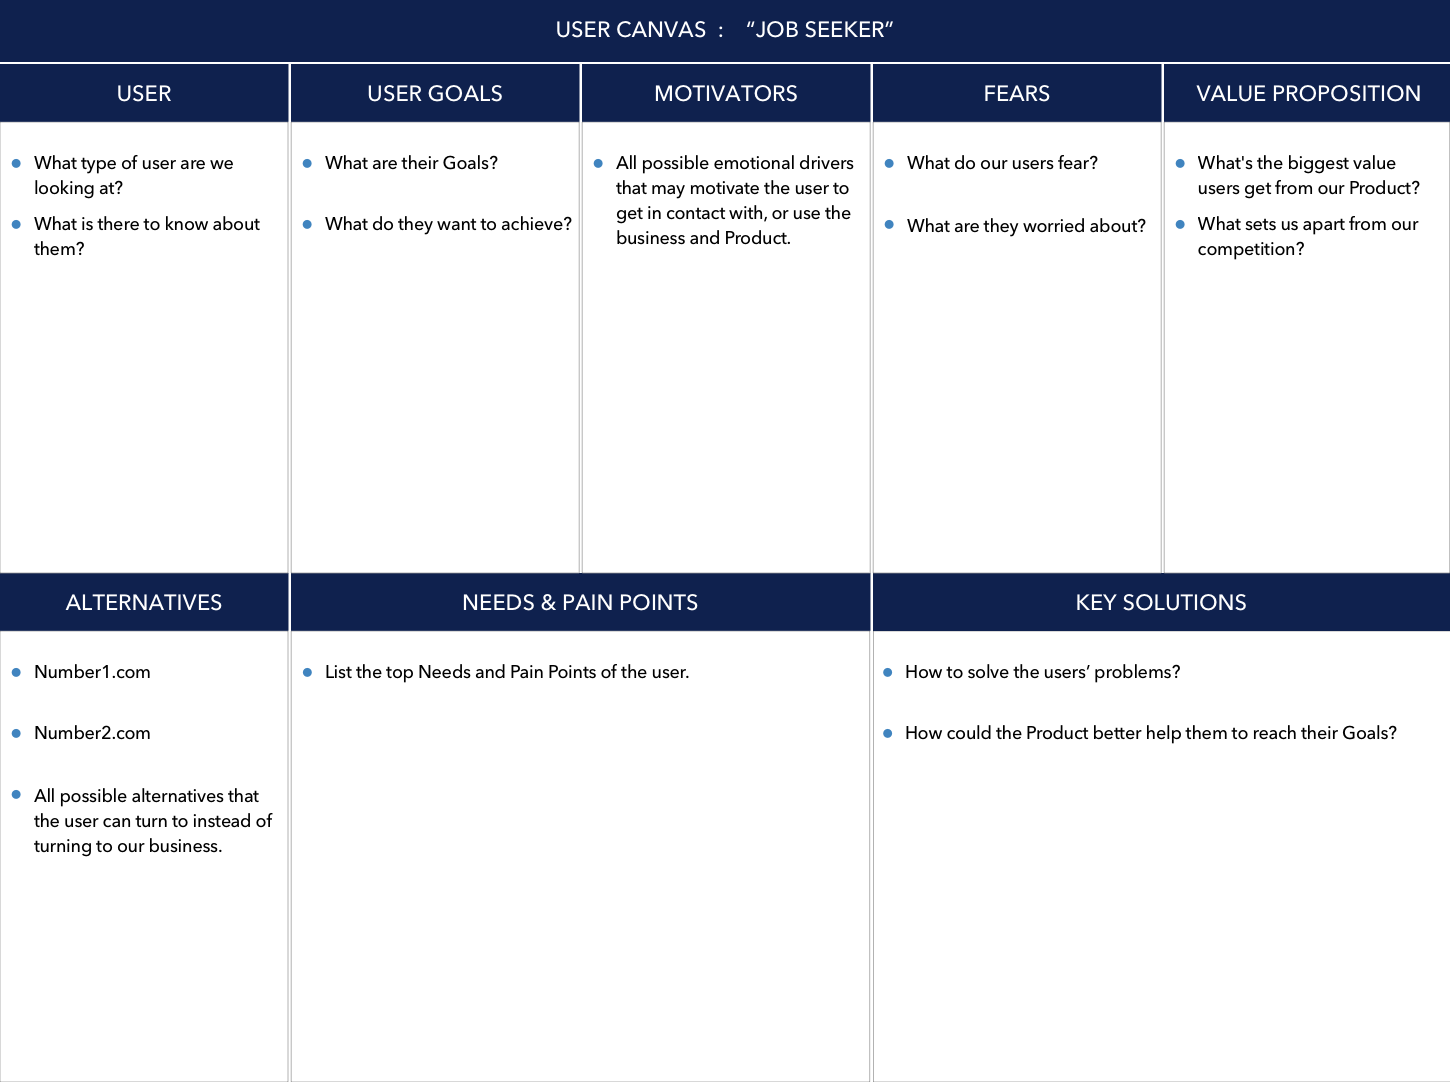 USER CANVAS : “JOB SEEKER”
USER
USER GOALS
MOTIVATORS
FEARS
VALUE PROPOSITION
What type of user are we
looking at?
What is there to know about
them?
What are their Goals?
What do they want to achieve?
All possible emotional drivers
that may motivate the user to
get in contact with, or use the
business and Product.
What do our users fear?
What are they worried about?
What's the biggest value
users get from our Product?
What sets us apart from our
competition?
ALTERNATIVES
NEEDS & PAIN POINTS
KEY SOLUTIONS
Number1.com
Number2.com
All possible alternatives that
the user can turn to instead of
turning to our business.
List the top Needs and Pain Points of the user.
How to solve the users’ problems?
How could the Product better help them to reach their Goals?